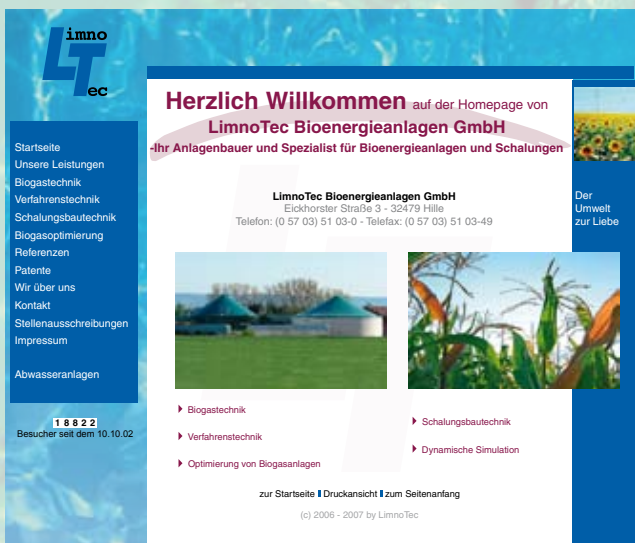 Limno
Tec
Startseite
Unsere Leistungen
Biogastechnik
Verfahrenstechnik
Schalungsbautechnik
Biogasoptimierung
Referenzen
Patente
Wir über uns
Kontakt
Stellenausschreibungen
Impressum
Abwasseranlagen
18822
Besucher seit dem 10.10.02
Herzlich Willkommen auf der Homepage von
LimnoTec Bioenergieanlagen GmbH
-Ihr Anlagenbauer und Spezialist für Bioenergieanlagen und Schalungen
LimnoTec Bioenergieanlagen GmbH
Eickhorster Straße 3 - 32479 Hille
Telefon: (0 57 03) 51 03-0 - Telefax: (0 57 03) 51 03-49
Biogastechnik
Verfahrenstechnik
Optimierung von Biogasanlagen
Schalungsbautechnik
Dynamische Simulation
zur Startseite Druckansicht zum Seitenanfang
(c) 2006 - 2007 by LimnoTec
Der
Umwelt
zur Liebe